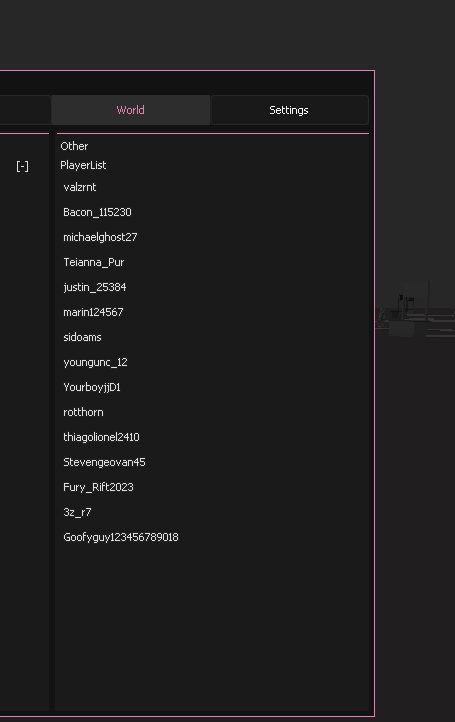 World
Settings
Other
[-]
PlayerList
valzrnt
Bacon_115230
michaelghost27
Teianna_Pur
justin_25384
marin124567
sidoams
youngunc_12
YourboyjjD1
rotthorn
thiagolionel2410
Stevengeovan45
Fury_Rift2023
3z_r7
Goofyguy123456789018